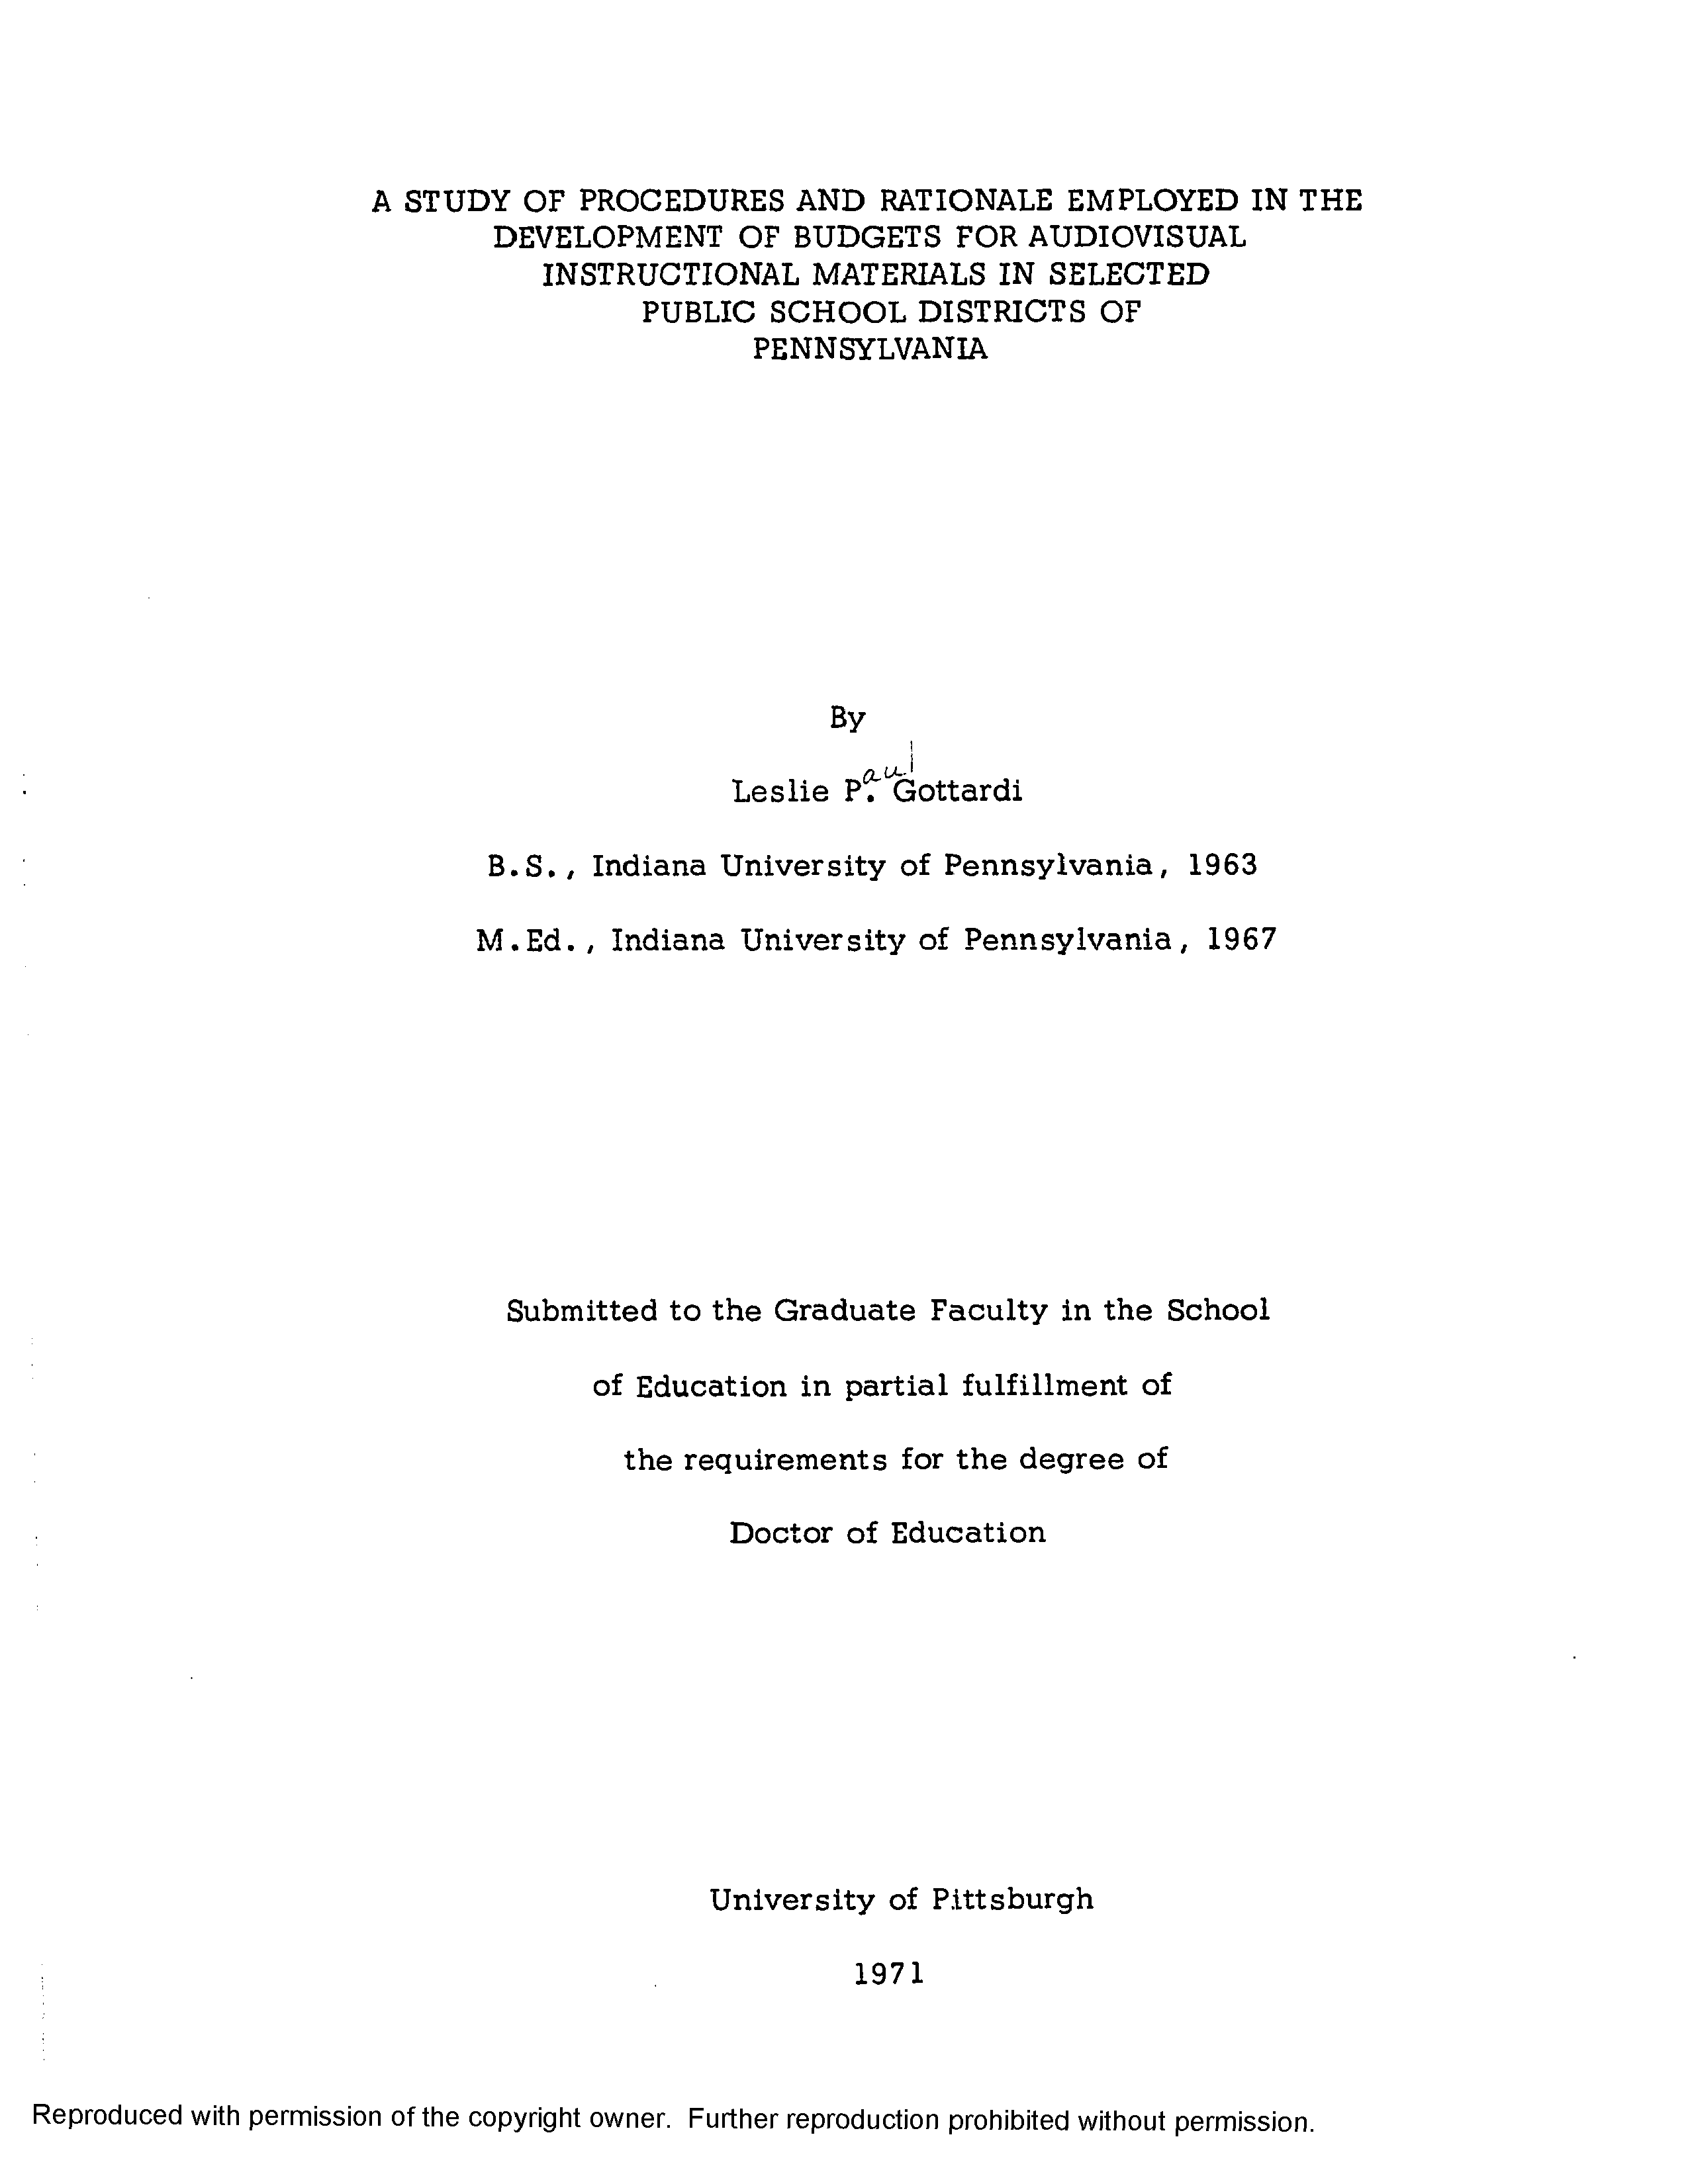 A STUDY OF PROCEDURES AND RATIONALE EMPLOYED IN THE
DEVELOPMENT OF BUDGETS FOR AUDIOVISUAL
INSTRUCTIONAL MATERIALS IN SELECTED
PUBLIC SCHOOL DISTRICTS OF
PENNSYLVANIA
By
aul
Leslie P. Gottardi
B.S., Indiana University of Pennsylvania, 1963
M.Ed., Indiana University of Pennsylvania, 1967
Submitted to the Graduate Faculty in the School
of Education in partial fulfillment of
the requirements for the degree of
Doctor of Education
University of Pittsburgh
1971
Reproduced with permission of the copyright owner. Further reproduction prohibited without permission.